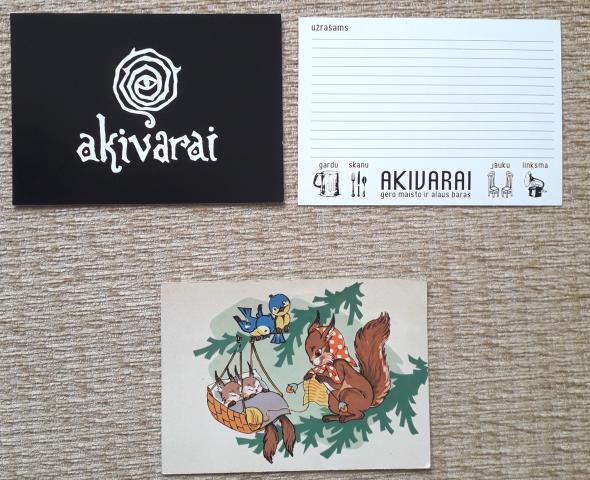 akivarai
užrašams
gardu skanu jauku linksma
AKIVARAI
gero maisto ir alaus baras